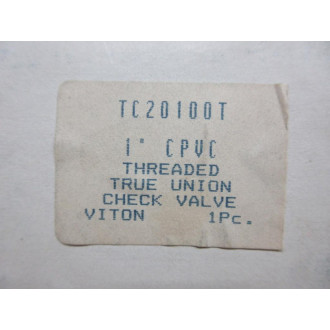 TC20100T
1" CPVC
THREADED
TRUE UNION
CHECK VALVE
VITON 1Pc.